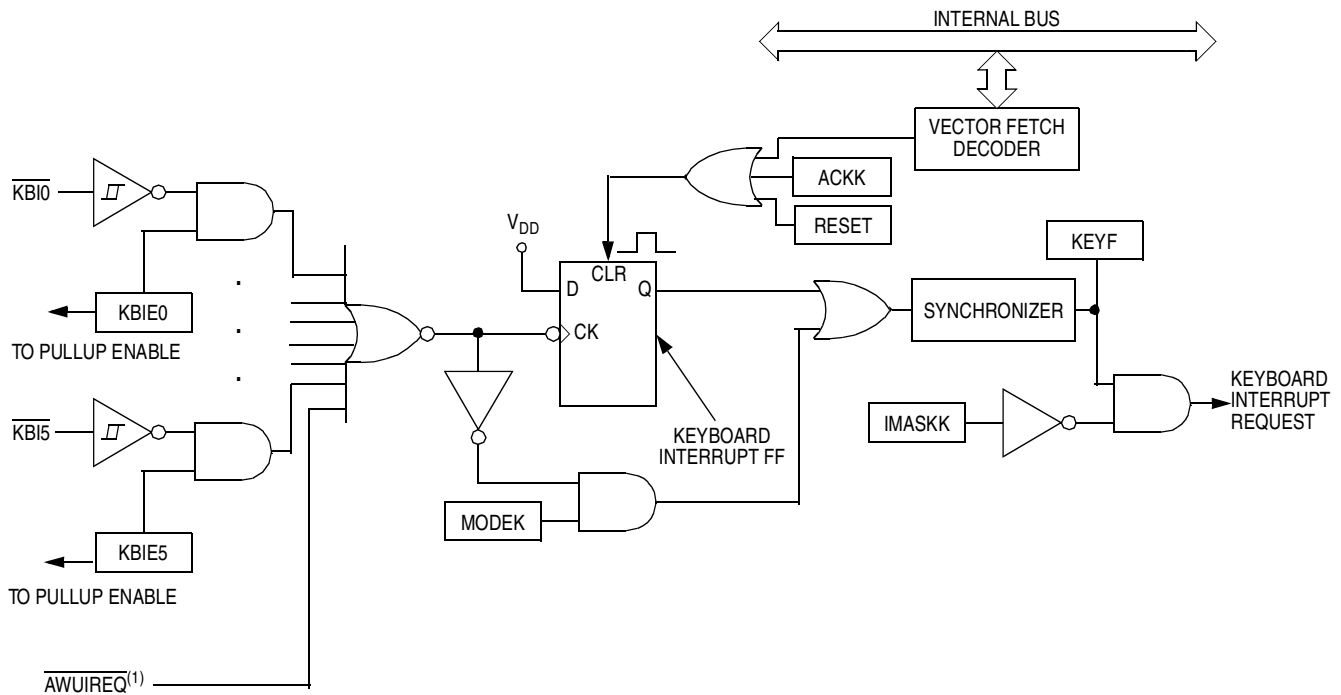 INTERNAL BUS
VECTOR FETCH
DECODER
ACKK
RESET
KBI0
VDD
CLR
D
Q
CK
KEYF
SYNCHRONIZER
KBIE0
TO PULLUP ENABLE
KBI5
KEYBOARD
INTERRUPT FF
IMASKK
KEYBOARD
INTERRUPT
REQUEST
MODEK
KBIE5
TO PULLUP ENABLE
AWUIREQ(1)